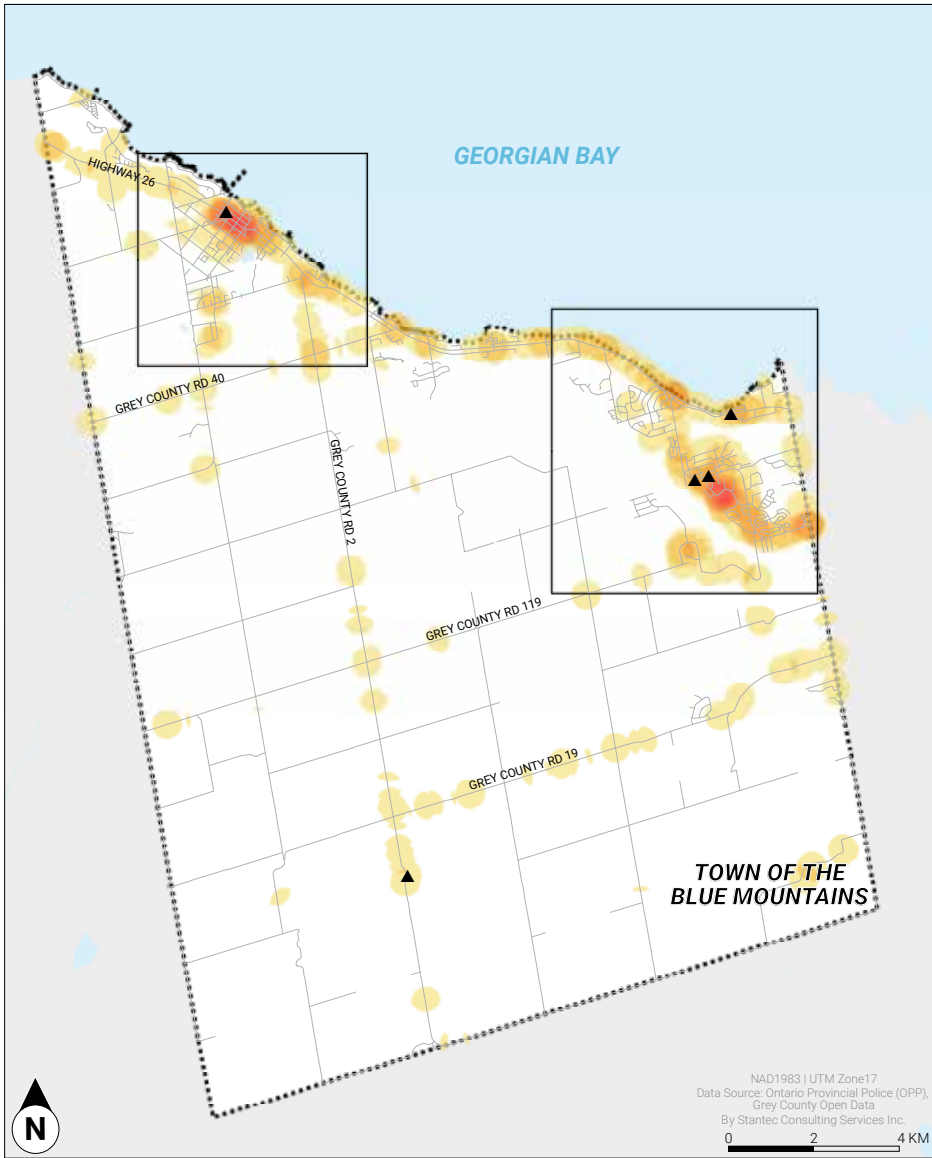 GEORGIAN BAY
HIGHWAY 26
GREY COUNTY RD 40
GREY COUNTY RD 2
GREY COUNTY RD 119
GREY COUNTY RD 19
TOWN OF THE
BLUE MOUNTAINS
N
NAD1983 | UTM Zone17
Data Source: Ontario Provincial Police (OPP),
Grey County Open Data
By Stantec Consulting Services Inc.
0 2 4 KM